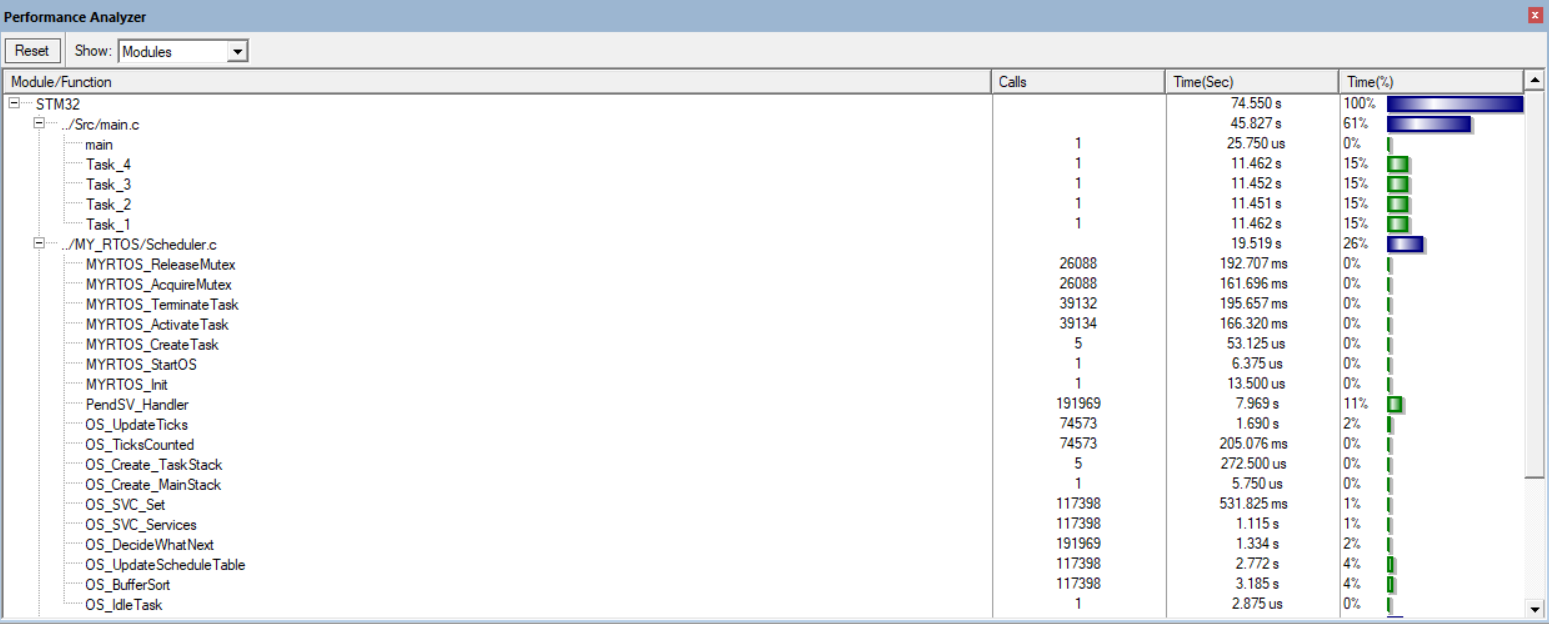 Performance Analyzer
Reset Show: Modules
Module/Function Calls Time(Sec) Time(%)
STM32 74.550 s 100%
../Src/main.c 45.827 s 61%
main 1 25.750 us 0%
Task_4 1 11.462 s 15%
Task_3 1 11.452 s 15%
Task_2 1 11.451 s 15%
Task_1 1 11.462 s 15%
../MY_RTOS/Scheduler.c 19.519 s 26%
MYRTOS_ReleaseMutex 26088 192.707 ms 0%
MYRTOS_AcquireMutex 26088 161.696 ms 0%
MYRTOS_TerminateTask 39132 195.657 ms 0%
MYRTOS_ActivateTask 39134 166.320 ms 0%
MYRTOS_CreateTask 5 53.125 us 0%
MYRTOS_StartOS 1 6.375 us 0%
MYRTOS_Init 1 13.500 us 0%
PendSV_Handler 191969 7.969 s 11%
OS_UpdateTicks 74573 1.690 s 2%
OS_TicksCounted 74573 205.076 ms 0%
OS_Create_TaskStack 5 272.500 us 0%
OS_Create_MainStack 1 5.750 us 0%
OS_SVC_Set 117398 531.825 ms 1%
OS_SVC_Services 117398 1.115 s 1%
OS_DecideWhatNext 191969 1.334 s 2%
OS_UpdateScheduleTable 117398 2.772 s 4%
OS_BufferSort 117398 3.185 s 4%
OS_IdleTask 1 2.875 us 0%